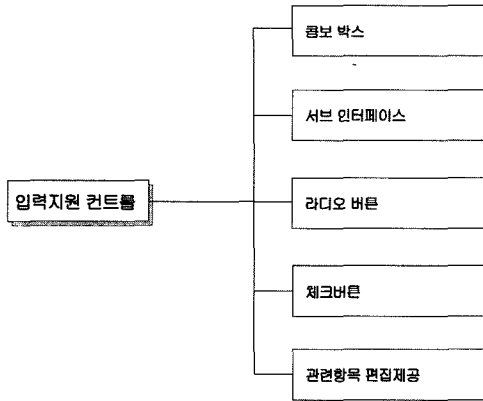 콤보 박스
서브 인터페이스
입력지원 컨트롤
라디오 버튼
체크버튼
관련항목 편집제공